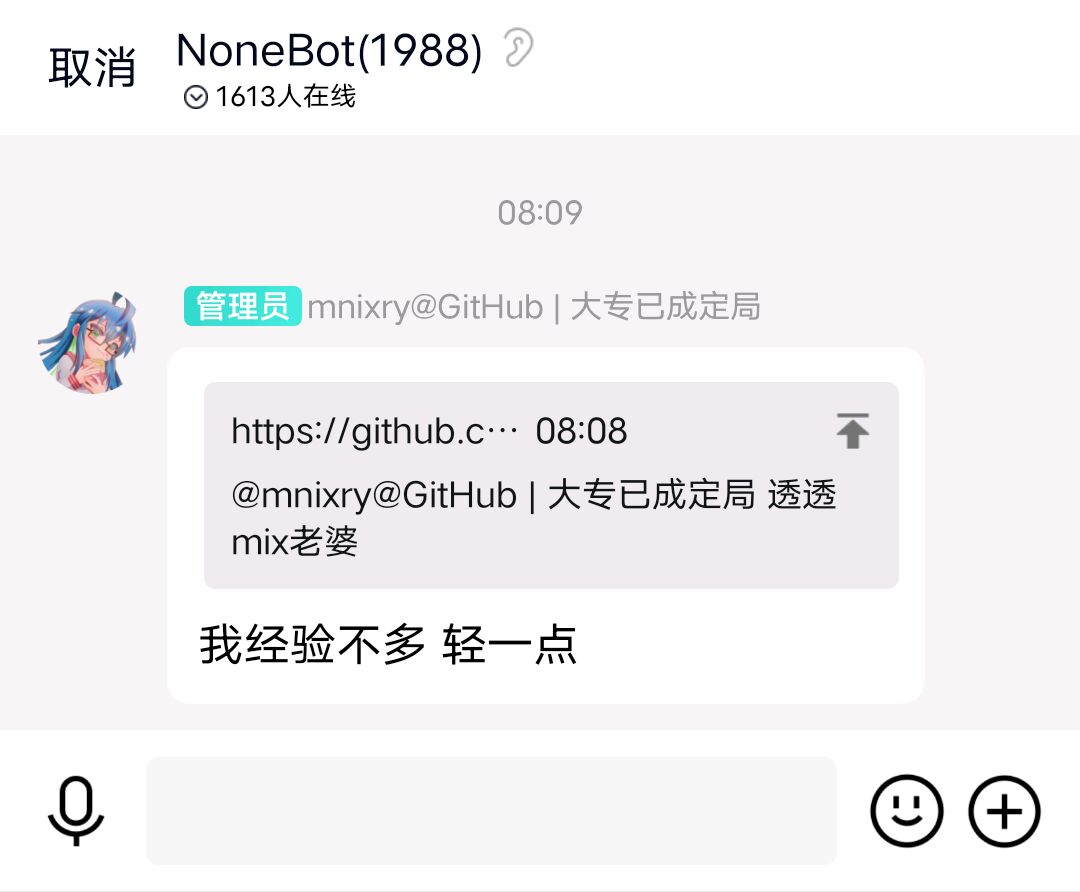 取消
NoneBot(1988)
1613人在线
08:09
管理员 mnixry@GitHub | 大专已成定局
https://github.c··· 08:08
@mnixry@GitHub | 大专已成定局 透透
mix老婆
我经验不多 轻一点